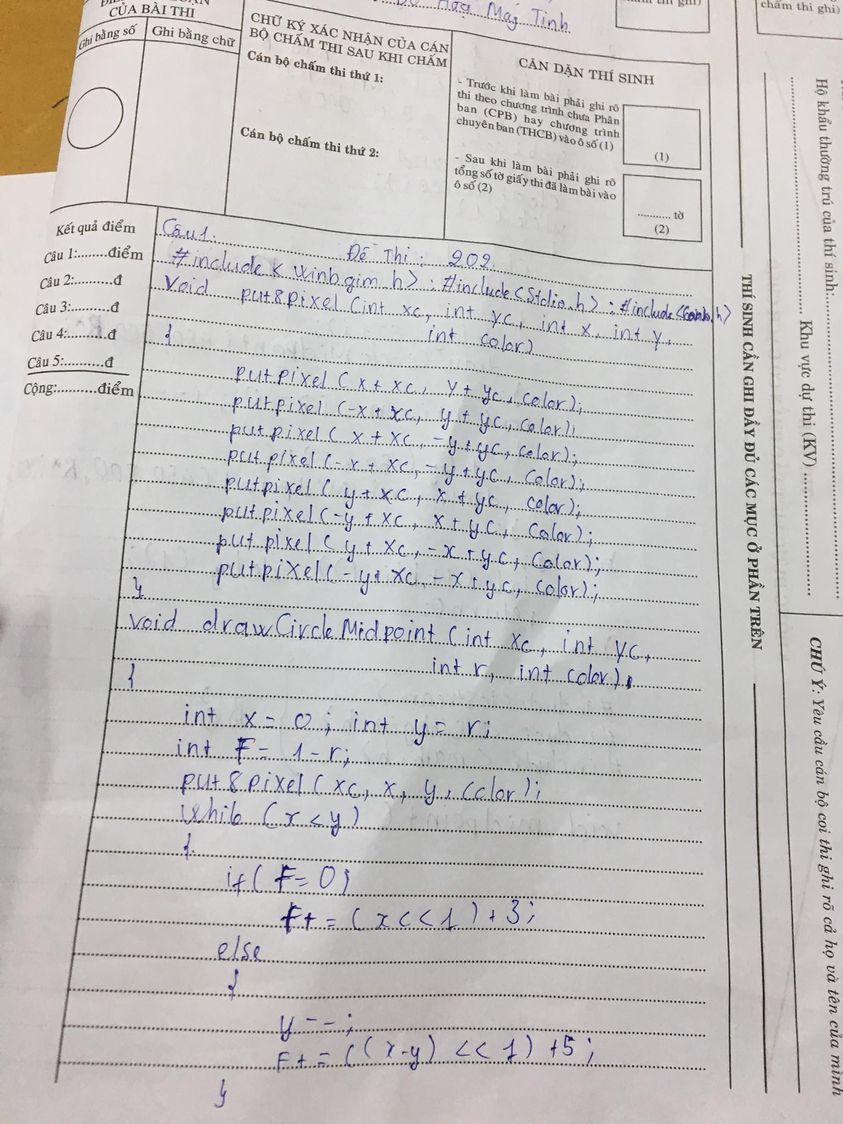 CỦA BÀI THI
Ghi bằng số
Ghi bằng chữ
CHỮ KÝ XÁC NHẬN CỦA CÁN
BỘ CHẤM THI SAU KHI CHẤM
Cán bộ chấm thi thứ 1:
Cán bộ chấm thi thứ 2:
Họa Máy Tính
CĂN DẶN THÍ SINH
- Trước khi làm bài phải ghi rõ
thi theo chương trình chưa Phân
ban (CPB) hay chương trình
chuyên ban (THCB) vào ô số (1)
(1)
- Sau khi làm bài phải ghi rõ
tổng số tờ giấy thi đã làm bài vào
ô số (2)
........... tờ
(2)
chấm thi ghi)
Hộ khẩu thường trú của thí sinh:
Khu vực dự thi (KV)
THÍ SINH CẦN GHI ĐẦY ĐỦ CÁC MỤC Ở PHẦN TRÊN
CHÚ Ý: Yêu cầu cán bộ coi thi ghi rõ cả họ và tên của mình
Kết quả điểm
Câu 1:.......điểm
Câu 2:..........đ
Câu 3:..........đ
Câu 4:..........đ
Câu 5:..........đ
Cộng:..........điểm
Câu 1.
Đề Thi: 202
#include < winbgim.h> : #include<Stdio.h> : #include<conio.h>
Void put8pixel (int xc, int yc, int x, int y,
int color)
{
putpixel (x + xc, y + yc, color);
putpixel (-x + xc, y + yc, color);
putpixel ( x + xc, -y + yc, color);
putpixel (-x + xc, -y + yc, color);
putpixel ( y + xc, x + yc, color);
putpixel (-y + xc, x + yc, color);
putpixel ( y + xc, -x + yc, color);
putpixel (-y + xc, -x + yc, color);
}
void drawCircleMidpoint (int xc, int yc,
int r, int color)
{
int x = 0; int y = r;
int F = 1 - r;
put8pixel (xc, x, y, color);
while (x < y)
{
if( F = 0)
F+ = ( x << 1 ) + 3;
else
{
y--;
F+ = ((x-y) << 1) + 5;
}